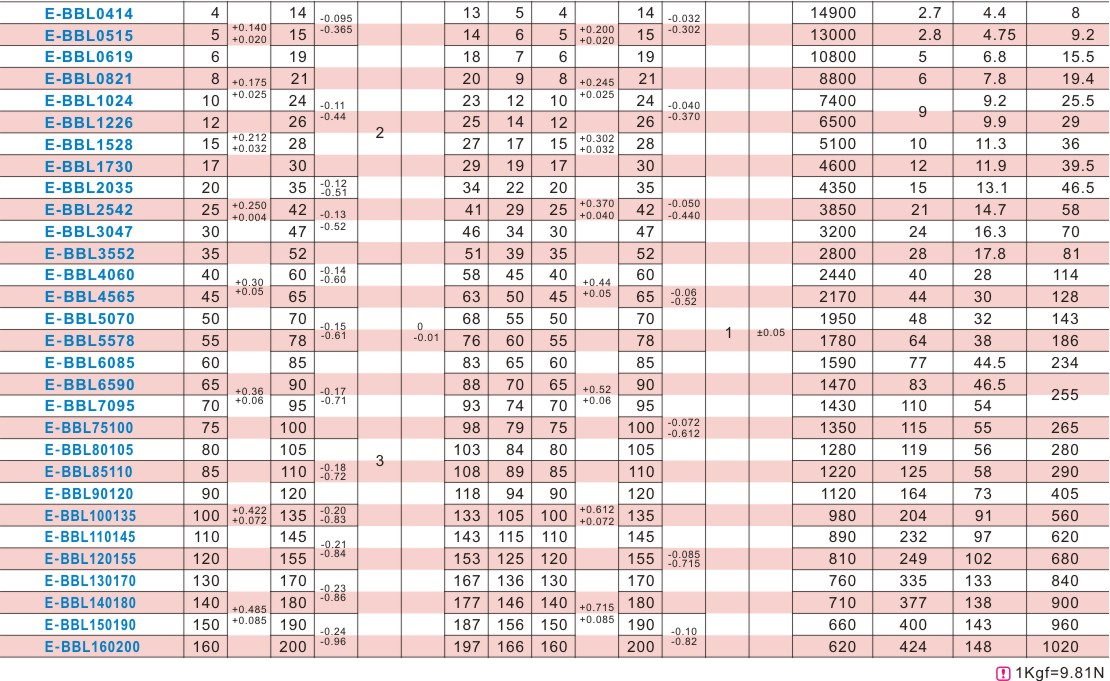 E-BBL0414 4 +0.140 +0.020 14 -0.095 -0.365 13 5 4 +0.200 +0.020 14 -0.032 -0.302 14900 2.7 4.4 8
E-BBL0515 5 15 14 6 5 15 13000 2.8 4.75 9.2
E-BBL0619 6 19 18 7 6 19 10800 5 6.8 15.5
E-BBL0821 8 +0.175 +0.025 21 20 9 8 +0.245 +0.025 21 8800 6 7.8 19.4
E-BBL1024 10 24 -0.11 -0.44 23 12 10 24 -0.040 -0.370 7400 9 9.2 25.5
E-BBL1226 12 26 2 25 14 12 26 6500 9.9 29
E-BBL1528 15 +0.212 +0.032 28 27 17 15 +0.302 +0.032 28 5100 10 11.3 36
E-BBL1730 17 30 29 19 17 30 4600 12 11.9 39.5
E-BBL2035 20 35 -0.12 -0.51 34 22 20 35 4350 15 13.1 46.5
E-BBL2542 25 +0.250 +0.004 42 -0.13 -0.52 41 29 25 +0.370 +0.040 42 -0.050 -0.440 3850 21 14.7 58
E-BBL3047 30 47 46 34 30 47 3200 24 16.3 70
E-BBL3552 35 52 51 39 35 52 2800 28 17.8 81
E-BBL4060 40 +0.30 +0.05 60 -0.14 -0.60 58 45 40 +0.44 +0.05 60 2440 40 28 114
E-BBL4565 45 65 63 50 45 65 -0.06 -0.52 2170 44 30 128
E-BBL5070 50 70 -0.15 -0.61 0 -0.01 68 55 50 70 1 ±0.05 1950 48 32 143
E-BBL5578 55 78 76 60 55 78 1780 64 38 186
E-BBL6085 60 85 83 65 60 85 1590 77 44.5 234
E-BBL6590 65 +0.36 +0.06 90 -0.17 -0.71 88 70 65 +0.52 +0.06 90 1470 83 46.5 255
E-BBL7095 70 95 93 74 70 95 1430 110 54
E-BBL75100 75 100 98 79 75 100 -0.072 -0.612 1350 115 55 265
E-BBL80105 80 105 3 103 84 80 105 1280 119 56 280
E-BBL85110 85 110 -0.18 -0.72 108 89 85 110 1220 125 58 290
E-BBL90120 90 120 118 94 90 120 1120 164 73 405
E-BBL100135 100 +0.422 +0.072 135 -0.20 -0.83 133 105 100 +0.612 +0.072 135 980 204 91 560
E-BBL110145 110 145 -0.21 -0.84 143 115 110 145 890 232 97 620
E-BBL120155 120 155 153 125 120 155 -0.085 -0.715 810 249 102 680
E-BBL130170 130 170 -0.23 -0.86 167 136 130 170 760 335 133 840
E-BBL140180 140 +0.485 +0.085 180 177 146 140 +0.715 +0.085 180 710 377 138 900
E-BBL150190 150 190 -0.24 -0.96 187 156 150 190 -0.10 -0.82 660 400 143 960
E-BBL160200 160 200 197 166 160 200 620 424 148 1020
! 1Kgf=9.81N